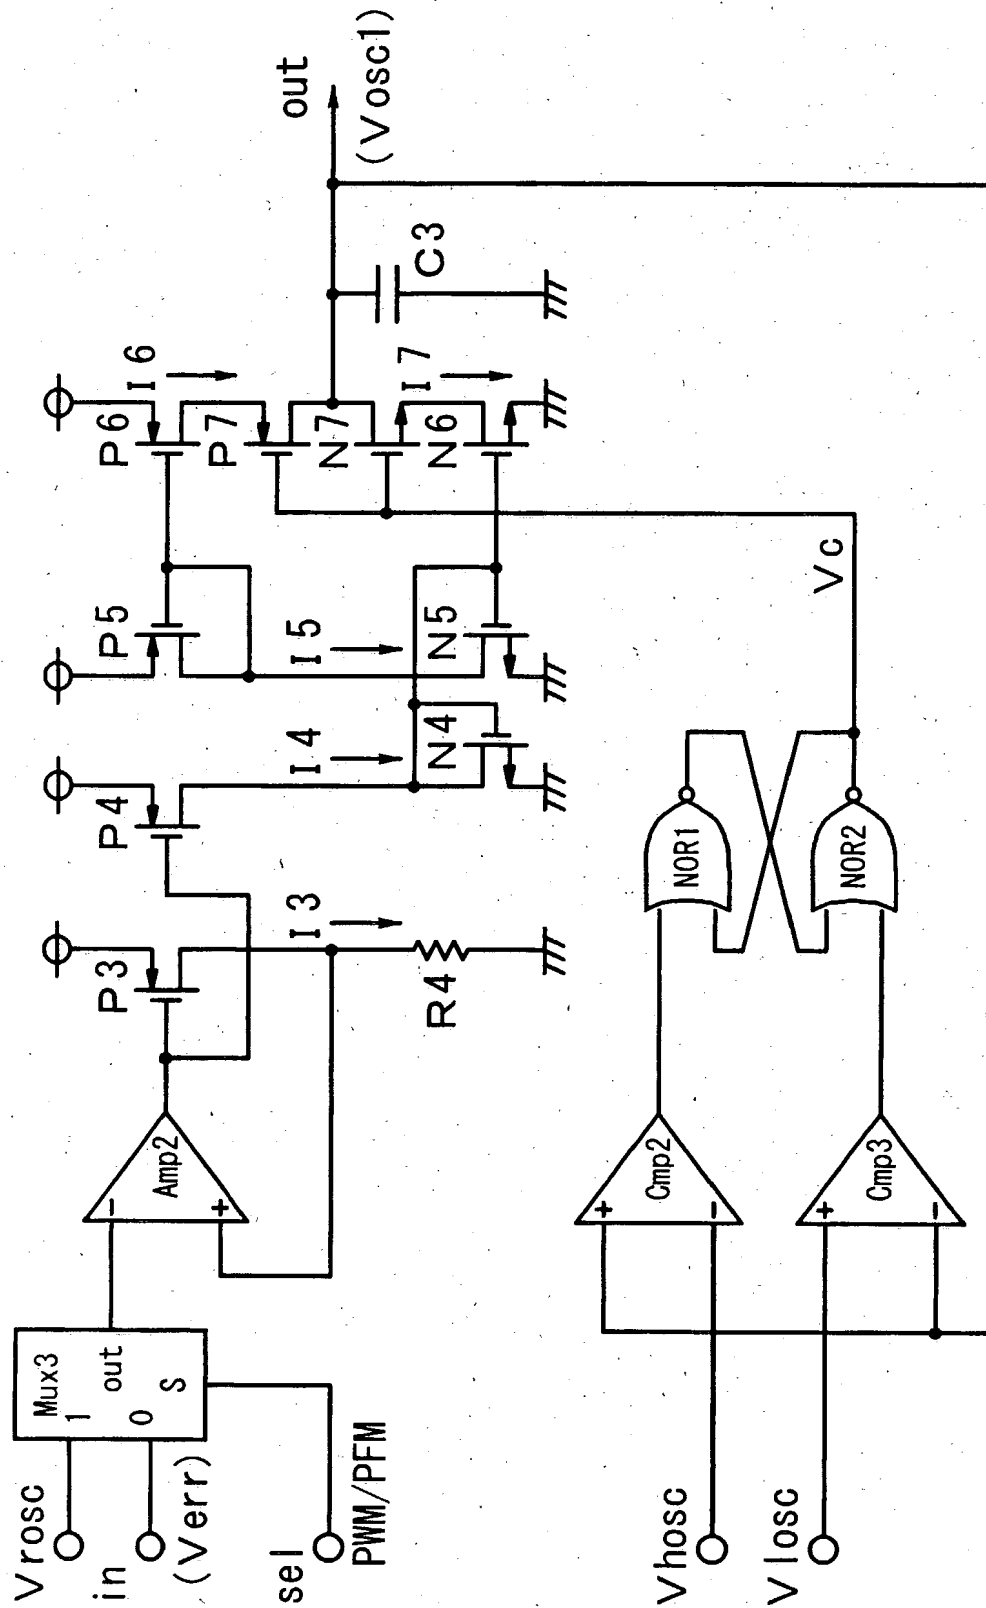 Vrosc
in
(Verr)
sel
PWM/PFM
Mux3
1
0
out
S
Amp2
-
+
P3
I3
R4
P4
I4
N4
P5
I5
N5
P6
I6
P7
N7
I7
N6
C3
out
(Vosc1)
Vhosc
Vlosc
Cmp2
+
-
Cmp3
+
-
NOR1
NOR2
Vc